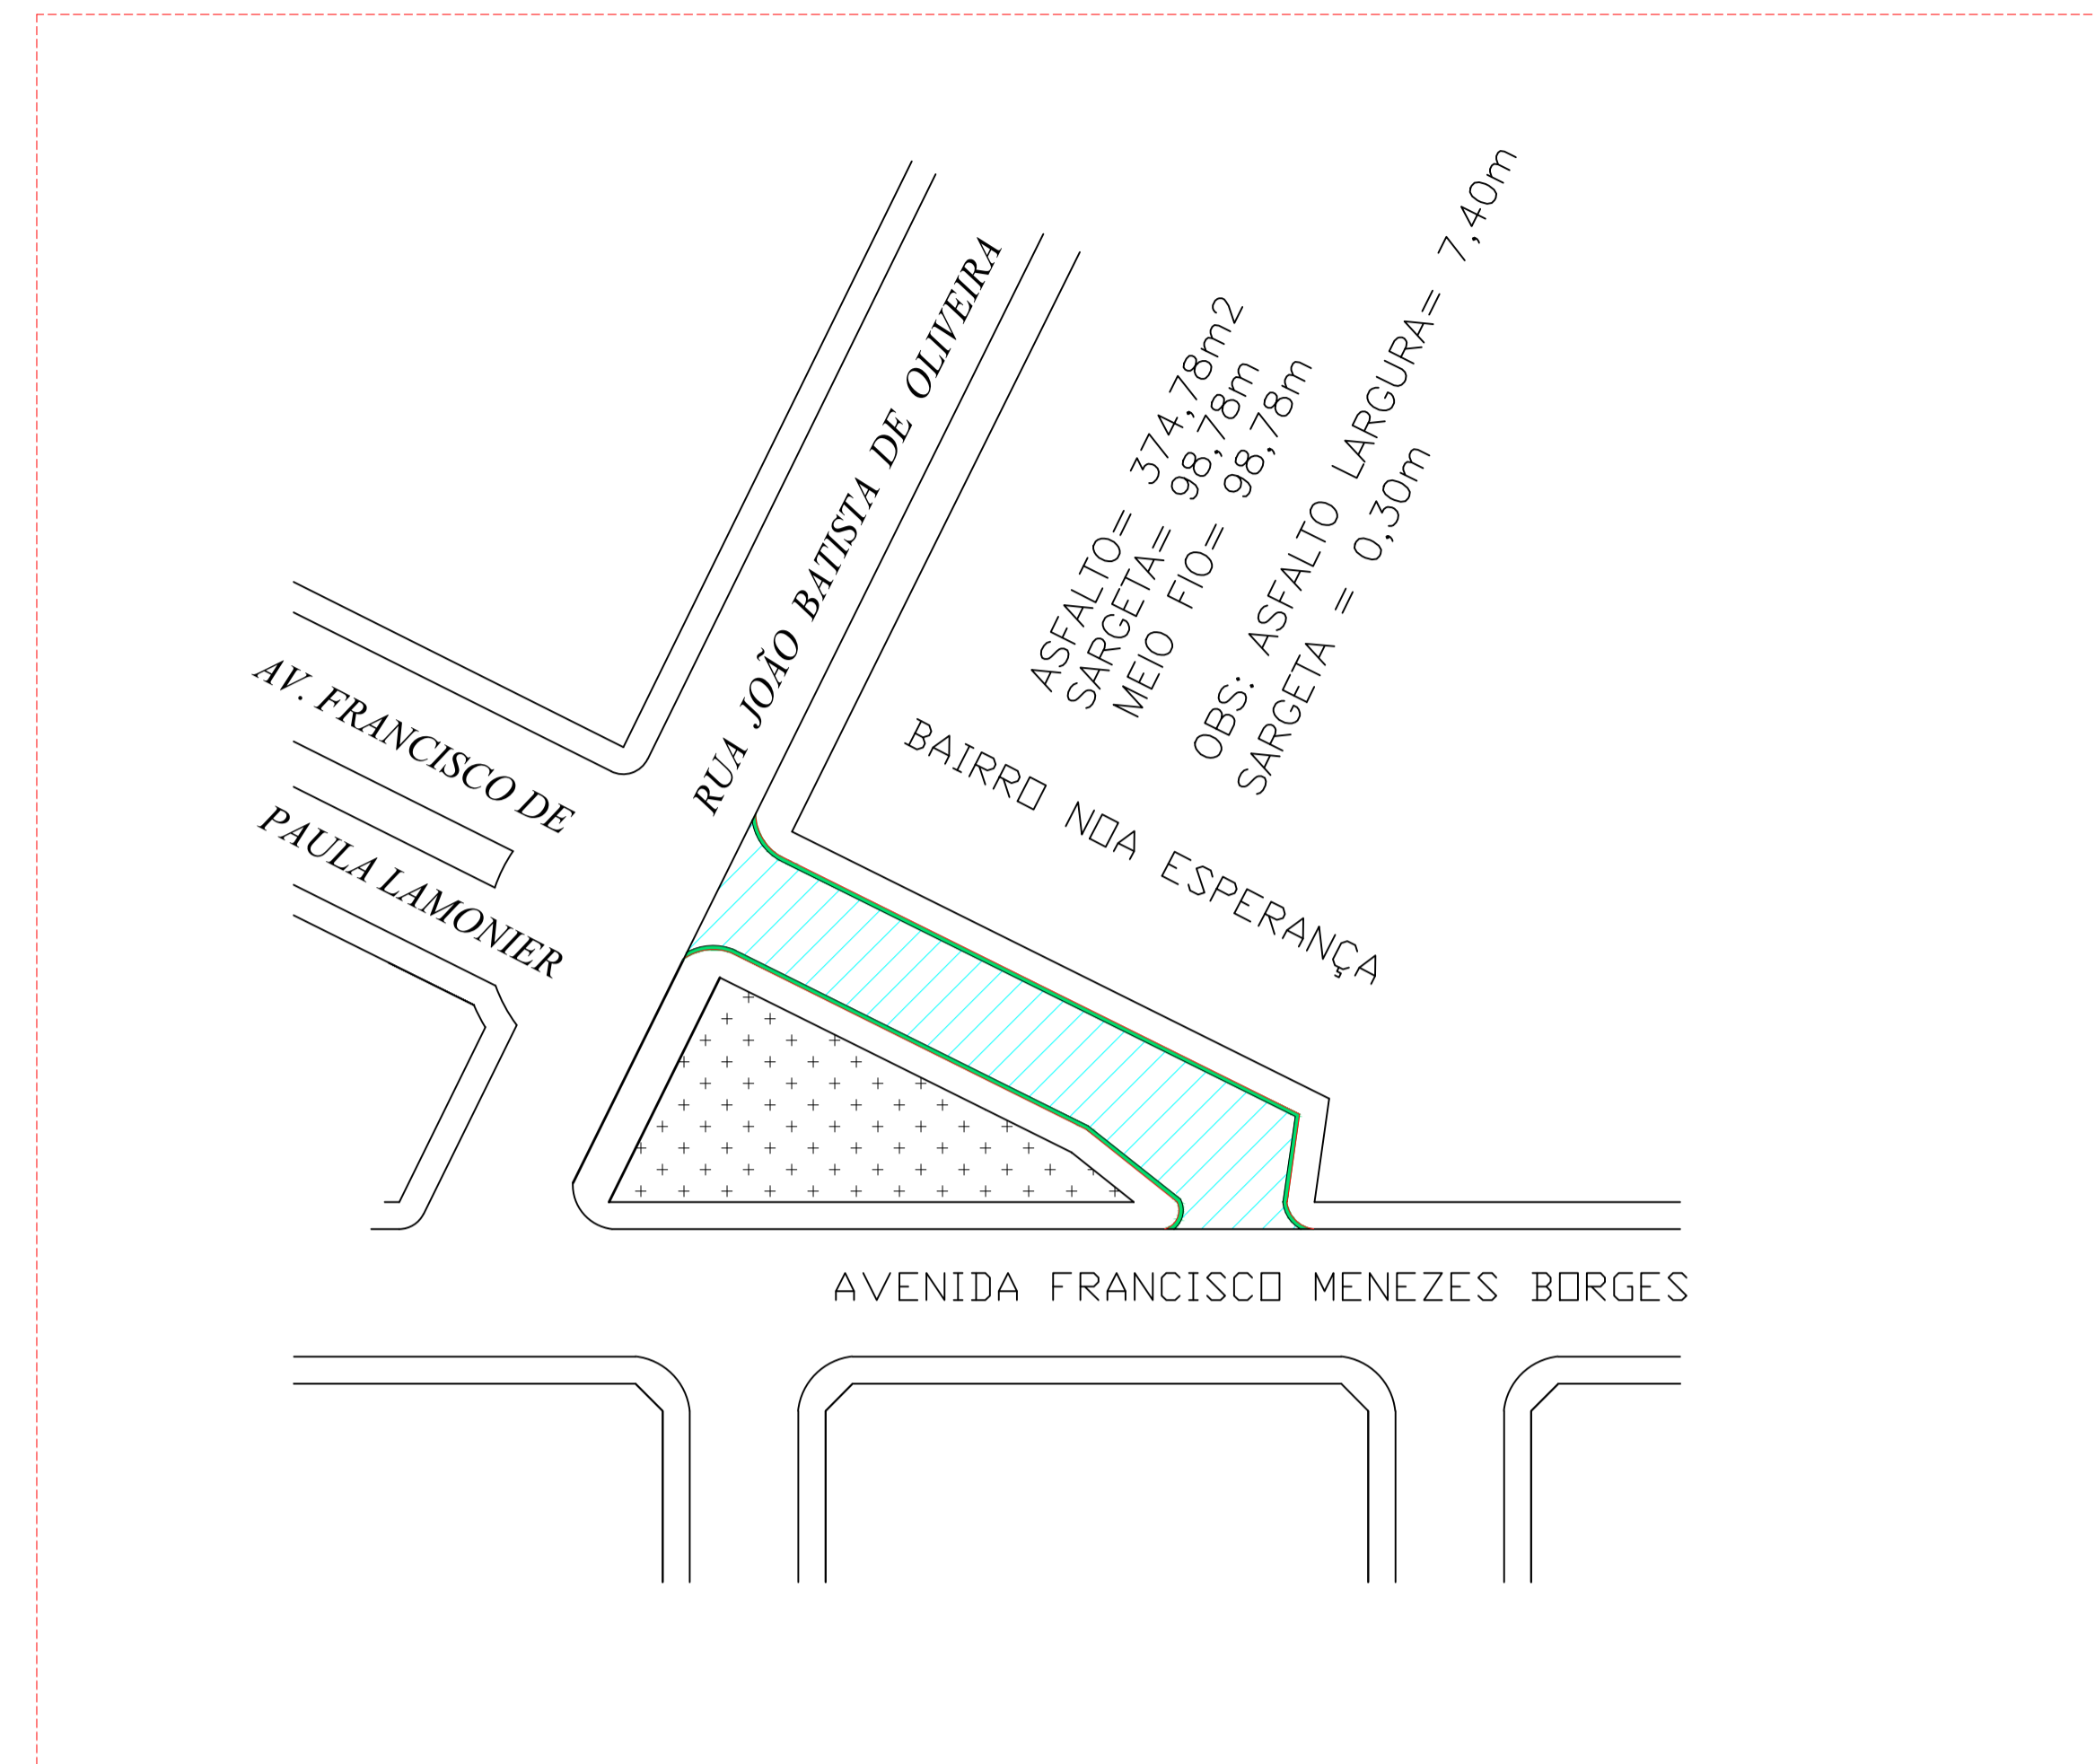 RUA JOÃO BATISTA DE OLIVEIRA
AV. FRANCISCO DE
PAULA LAMONIER
ASFALTO= 374,78m2
SARGETA= 98,78m
MEIO FIO= 98,78m
OBS: ASFALTO LARGURA= 7,40m
SARGETA = 0,30m
BAIRRO NOA ESPERANÇA
AVENIDA FRANCISCO MENEZES BORGES